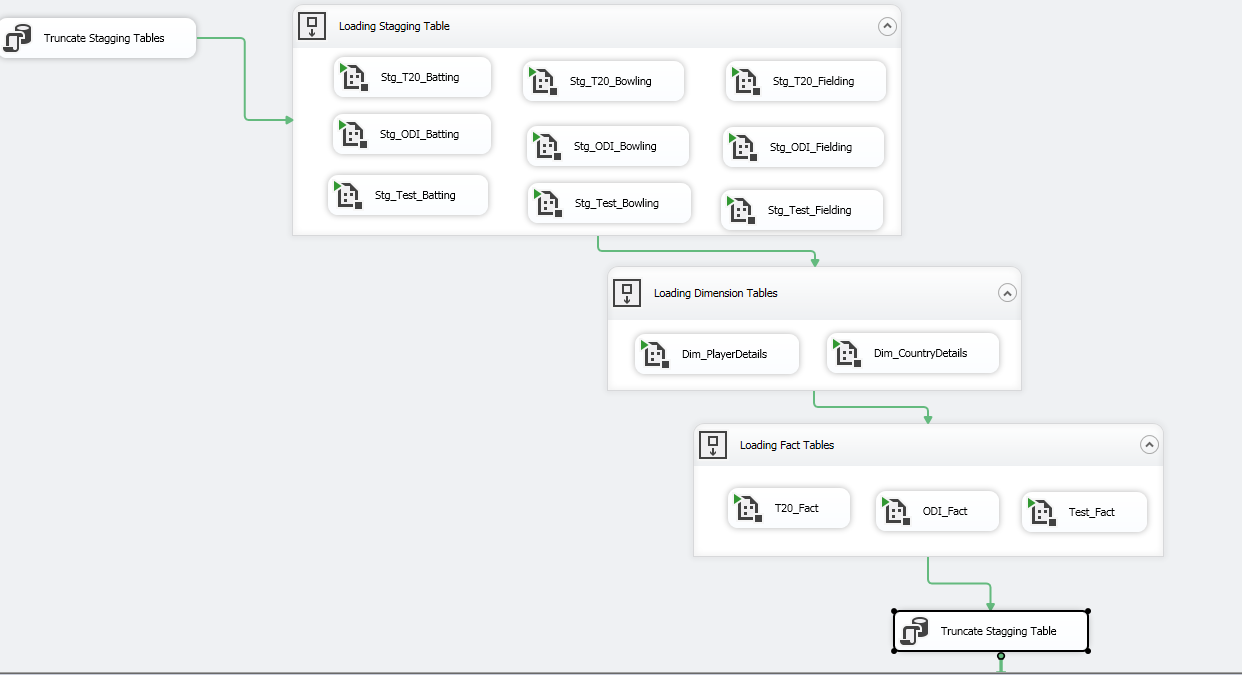 Truncate Stagging Tables
Loading Stagging Table
Stg_T20_Batting
Stg_T20_Bowling
Stg_T20_Fielding
Stg_ODI_Batting
Stg_ODI_Bowling
Stg_ODI_Fielding
Stg_Test_Batting
Stg_Test_Bowling
Stg_Test_Fielding
Loading Dimension Tables
Dim_PlayerDetails
Dim_CountryDetails
Loading Fact Tables
T20_Fact
ODI_Fact
Test_Fact
Truncate Stagging Table